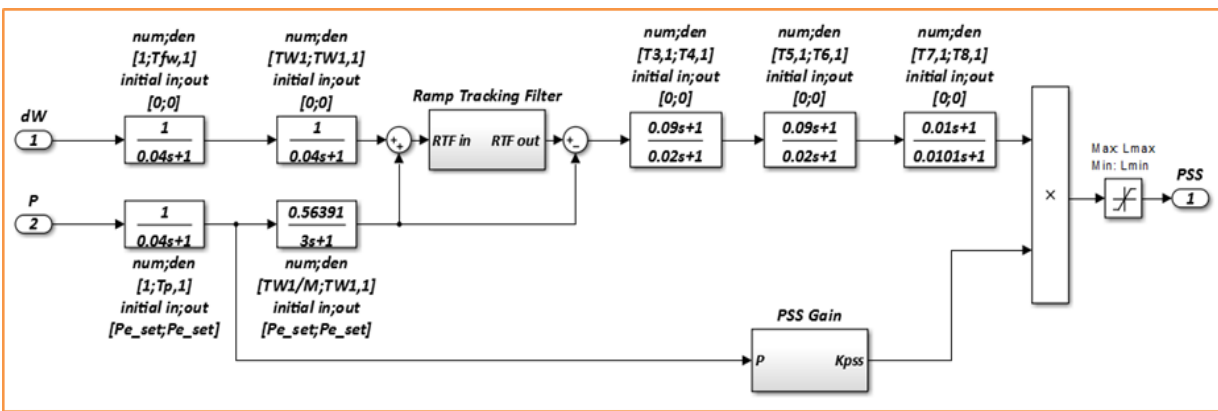 num;den
[1;Tfw,1]
initial in;out
[0;0]
num;den
[TW1;TW1,1]
initial in;out
[0;0]
num;den
[T3,1;T4,1]
initial in;out
[0;0]
num;den
[T5,1;T6,1]
initial in;out
[0;0]
num;den
[T7,1;T8,1]
initial in;out
[0;0]
dW
1
1
0.04s+1
1
0.04s+1
+
+
Ramp Tracking Filter
RTF in RTF out
+
−
0.09s+1
0.02s+1
0.09s+1
0.02s+1
0.01s+1
0.0101s+1
×
Max: Lmax
Min: Lmin
PSS
1
P
2
1
0.04s+1
0.56391
3s+1
num;den
[1;Tp,1]
initial in;out
[Pe_set;Pe_set]
num;den
[TW1/M;TW1,1]
initial in;out
[Pe_set;Pe_set]
PSS Gain
P Kpss